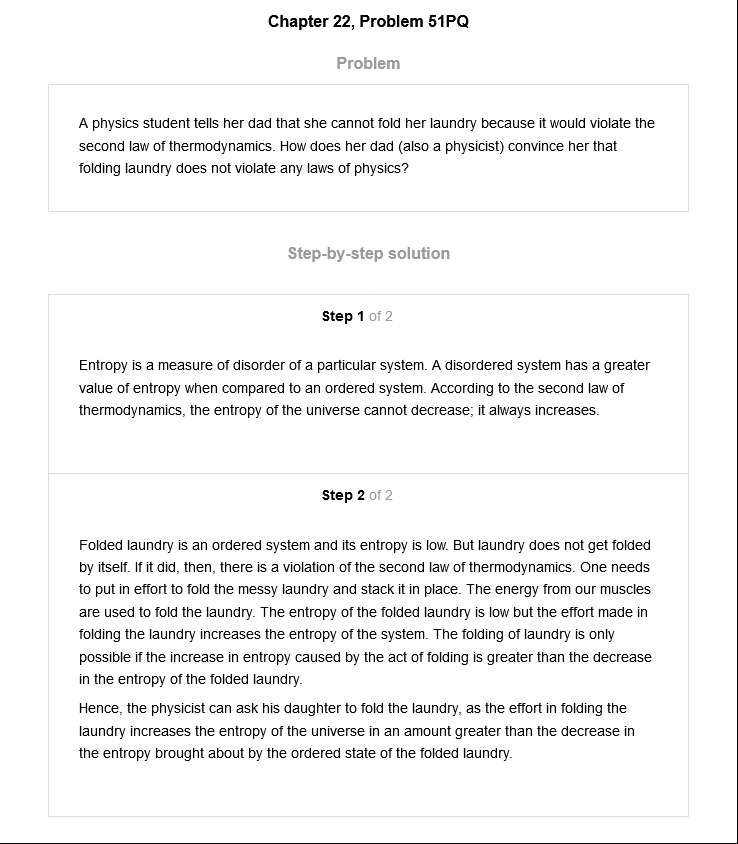 Chapter 22, Problem 51PQ
Problem
A physics student tells her dad that she cannot fold her laundry because it would violate the
second law of thermodynamics. How does her dad (also a physicist) convince her that
folding laundry does not violate any laws of physics?
Step-by-step solution
Step 1 of 2
Entropy is a measure of disorder of a particular system. A disordered system has a greater
value of entropy when compared to an ordered system. According to the second law of
thermodynamics, the entropy of the universe cannot decrease; it always increases.
Step 2 of 2
Folded laundry is an ordered system and its entropy is low. But laundry does not get folded
by itself. If it did, then, there is a violation of the second law of thermodynamics. One needs
to put in effort to fold the messy laundry and stack it in place. The energy from our muscles
are used to fold the laundry. The entropy of the folded laundry is low but the effort made in
folding the laundry increases the entropy of the system. The folding of laundry is only
possible if the increase in entropy caused by the act of folding is greater than the decrease
in the entropy of the folded laundry.
Hence, the physicist can ask his daughter to fold the laundry, as the effort in folding the
laundry increases the entropy of the universe in an amount greater than the decrease in
the entropy brought about by the ordered state of the folded laundry.